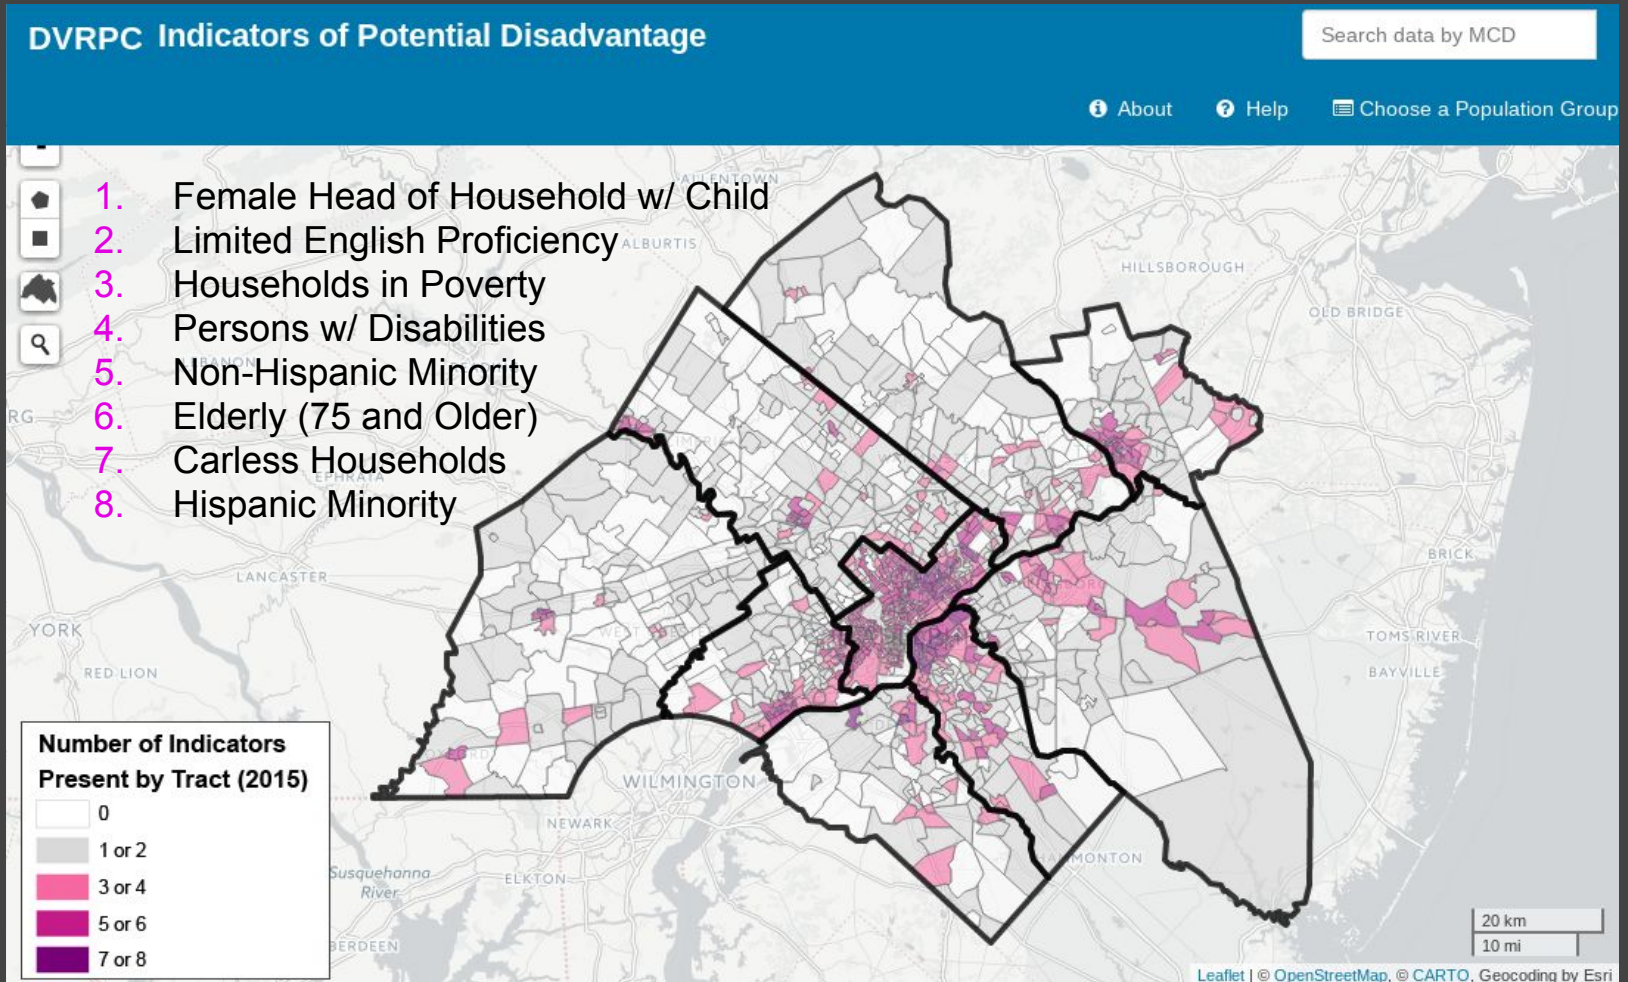 DVRPC Indicators of Potential Disadvantage
Search data by MCD
About Help Choose a Population Group
1. Female Head of Household w/ Child
2. Limited English Proficiency
3. Households in Poverty
4. Persons w/ Disabilities
5. Non-Hispanic Minority
6. Elderly (75 and Older)
7. Carless Households
8. Hispanic Minority
ALLENTOWN
ALBURTIS
HILLSBOROUGH
OLD BRIDGE
EPHRATA
LANCASTER
BRICK
YORK
TOMS RIVER
RED LION
BAYVILLE
WILMINGTON
NEWARK
HAMMONTON
ELKTON
Susquehanna
River
Number of Indicators
Present by Tract (2015)
0
1 or 2
3 or 4
5 or 6
7 or 8
20 km
10 mi
Leaflet | © OpenStreetMap, © CARTO, Geocoding by Esri